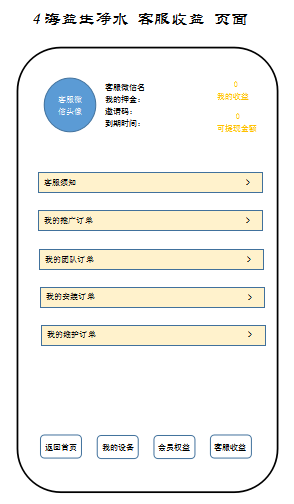 4海益生净水 客服收益 页面
客服微
信头像
客服微信名
我的押金：
邀请码：
到期时间：
0
我的收益
0
可提现金额
客服须知 >
我的推广订单 >
我的团队订单 >
我的安装订单 >
我的维护订单 >
返回首页 我的设备 会员权益 客服收益